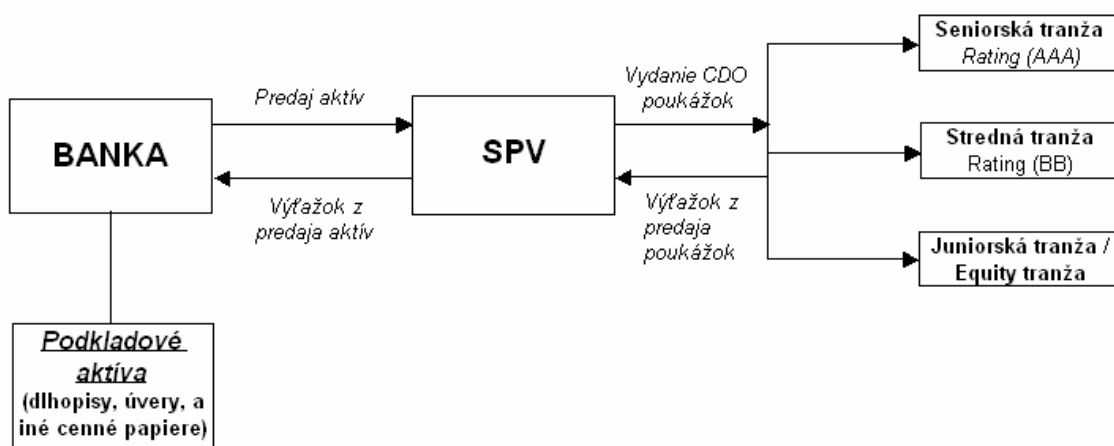 Seniorská tranža
Rating (AAA)
Vydanie CDO
poukážok
Predaj aktív
BANKA
SPV
Stredná tranža
Rating (BB)
Výťažok z
predaja aktív
Výťažok z
predaja
poukážok
Juniorská tranža /
Equity tranža
Podkladové
aktíva
(dlhopisy, úvery, a
iné cenné papiere)